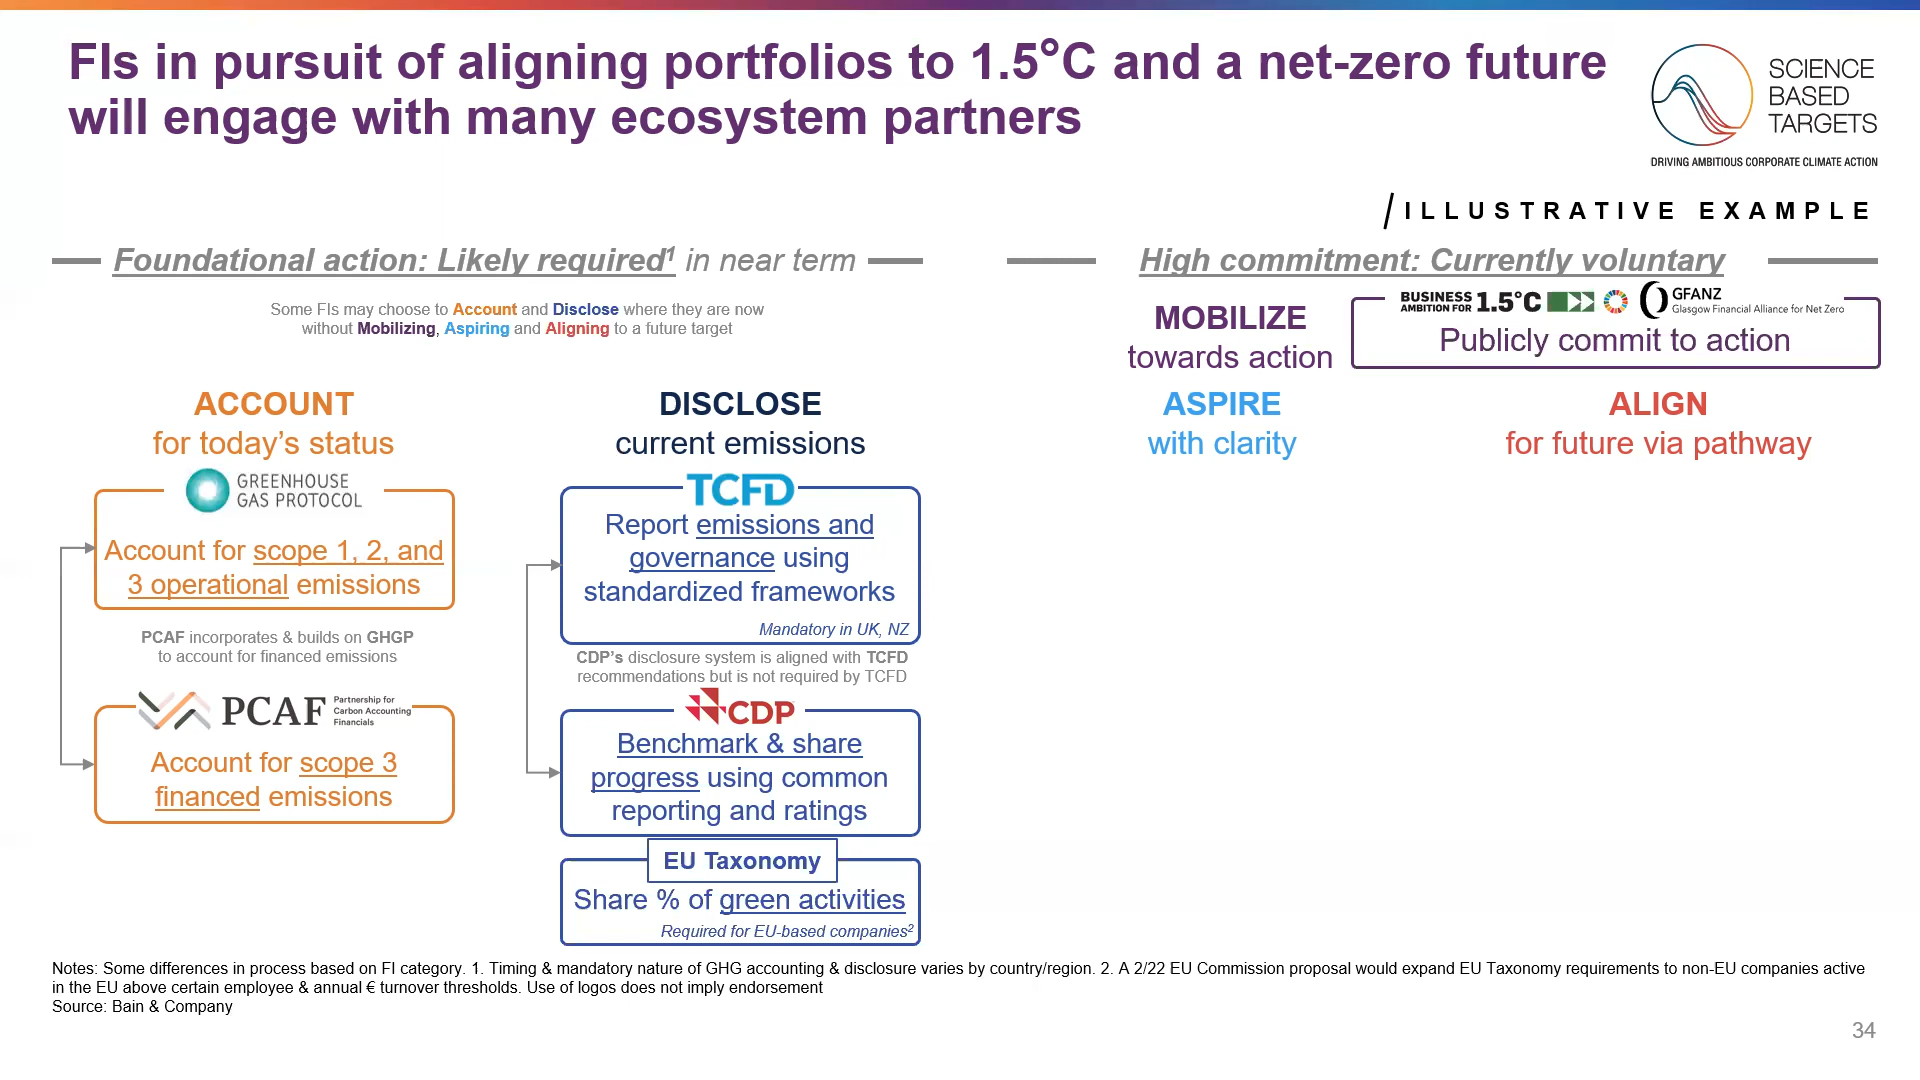 FIs in pursuit of aligning portfolios to 1.5°C and a net-zero future
will engage with many ecosystem partners
SCIENCE
BASED
TARGETS
DRIVING AMBITIOUS CORPORATE CLIMATE ACTION
ILLUSTRATIVE EXAMPLE
Foundational action: Likely required¹ in near term
Some FIs may choose to Account and Disclose where they are now
without Mobilizing, Aspiring and Aligning to a future target
ACCOUNT
for today’s status
GREENHOUSE
GAS PROTOCOL
Account for scope 1, 2, and
3 operational emissions
PCAF incorporates & builds on GHGP
to account for financed emissions
PCAF
Partnership for
Carbon Accounting
Financials
Account for scope 3
financed emissions
DISCLOSE
current emissions
TCFD
Report emissions and
governance using
standardized frameworks
Mandatory in UK, NZ
CDP’s disclosure system is aligned with TCFD
recommendations but is not required by TCFD
CDP
Benchmark & share
progress using common
reporting and ratings
EU Taxonomy
Share % of green activities
Required for EU-based companies²
High commitment: Currently voluntary
MOBILIZE
towards action
BUSINESS
AMBITION FOR 1.5°C
GFANZ
Glasgow Financial Alliance for Net Zero
Publicly commit to action
ASPIRE
with clarity
ALIGN
for future via pathway
Notes: Some differences in process based on FI category. 1. Timing & mandatory nature of GHG accounting & disclosure varies by country/region. 2. A 2/22 EU Commission proposal would expand EU Taxonomy requirements to non-EU companies active
in the EU above certain employee & annual € turnover thresholds. Use of logos does not imply endorsement
Source: Bain & Company
34